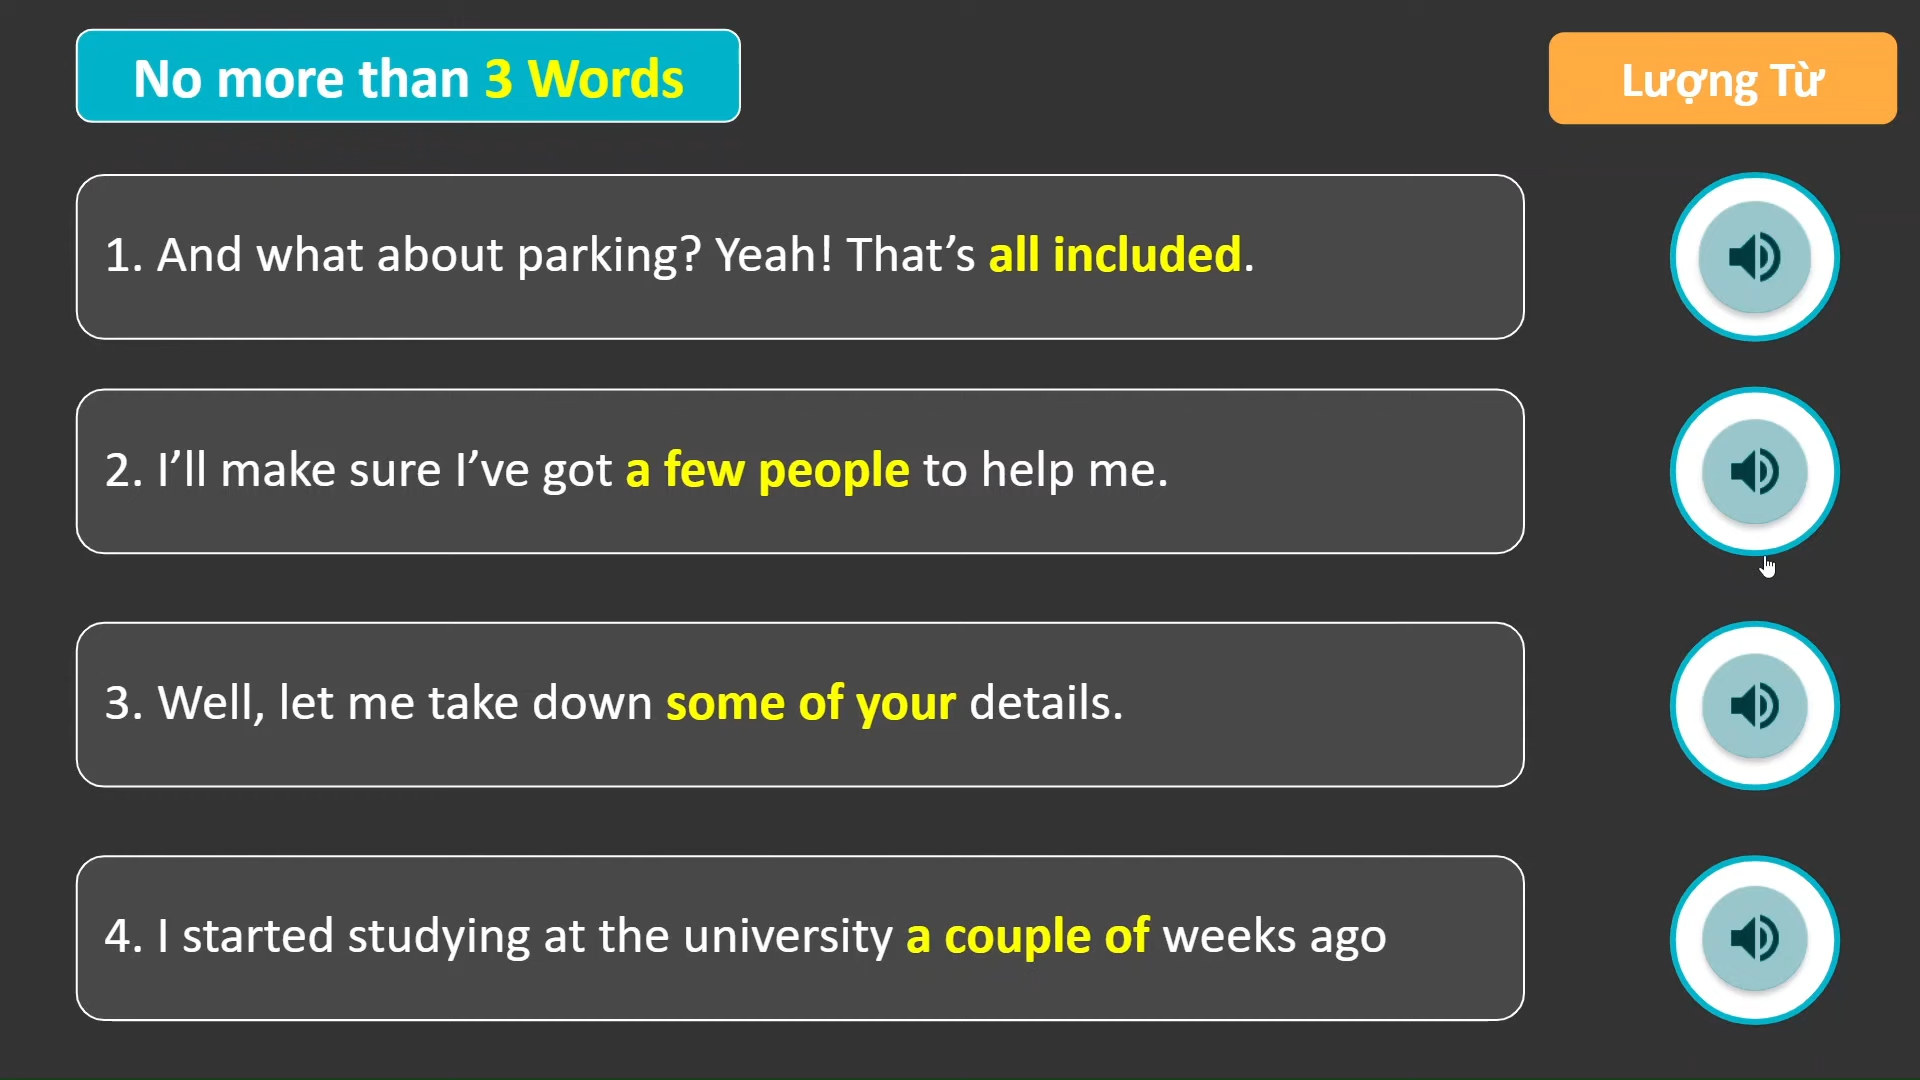 No more than 3 Words
Lượng Từ
1. And what about parking? Yeah! That’s all included.
2. I’ll make sure I’ve got a few people to help me.
3. Well, let me take down some of your details.
4. I started studying at the university a couple of weeks ago